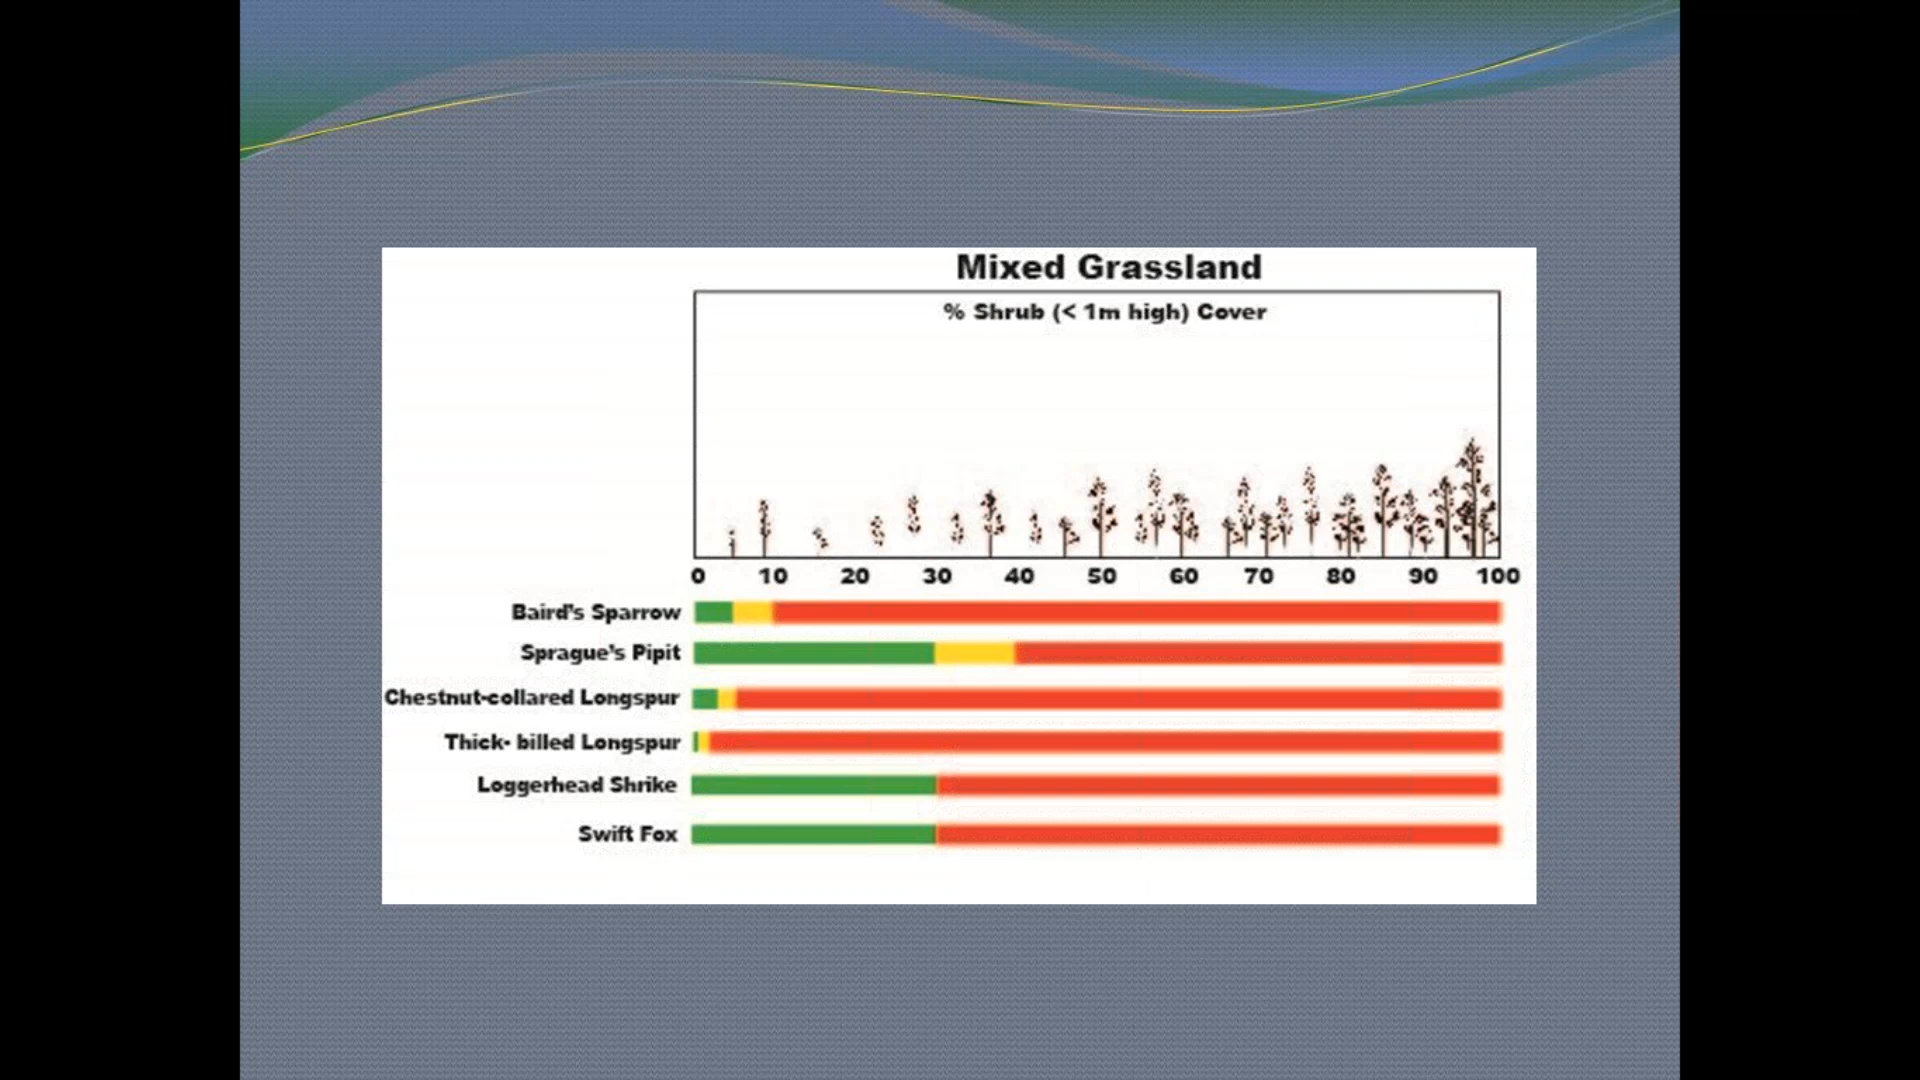 Mixed Grassland
% Shrub (< 1m high) Cover
0 10 20 30 40 50 60 70 80 90 100
Baird's Sparrow
Sprague's Pipit
Chestnut-collared Longspur
Thick- billed Longspur
Loggerhead Shrike
Swift Fox